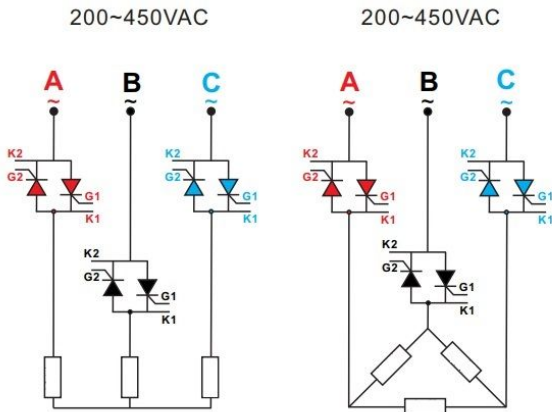 200~450VAC 200~450VAC
A B C A B C
~ ~ ~ ~ ~ ~
K2 K2 K2 K2
G2 G1 G2 G1 G2 G1 G2 G1
K1 K1 K1 K1
K2 K2
G2 G1 G2 G1
K1 K1